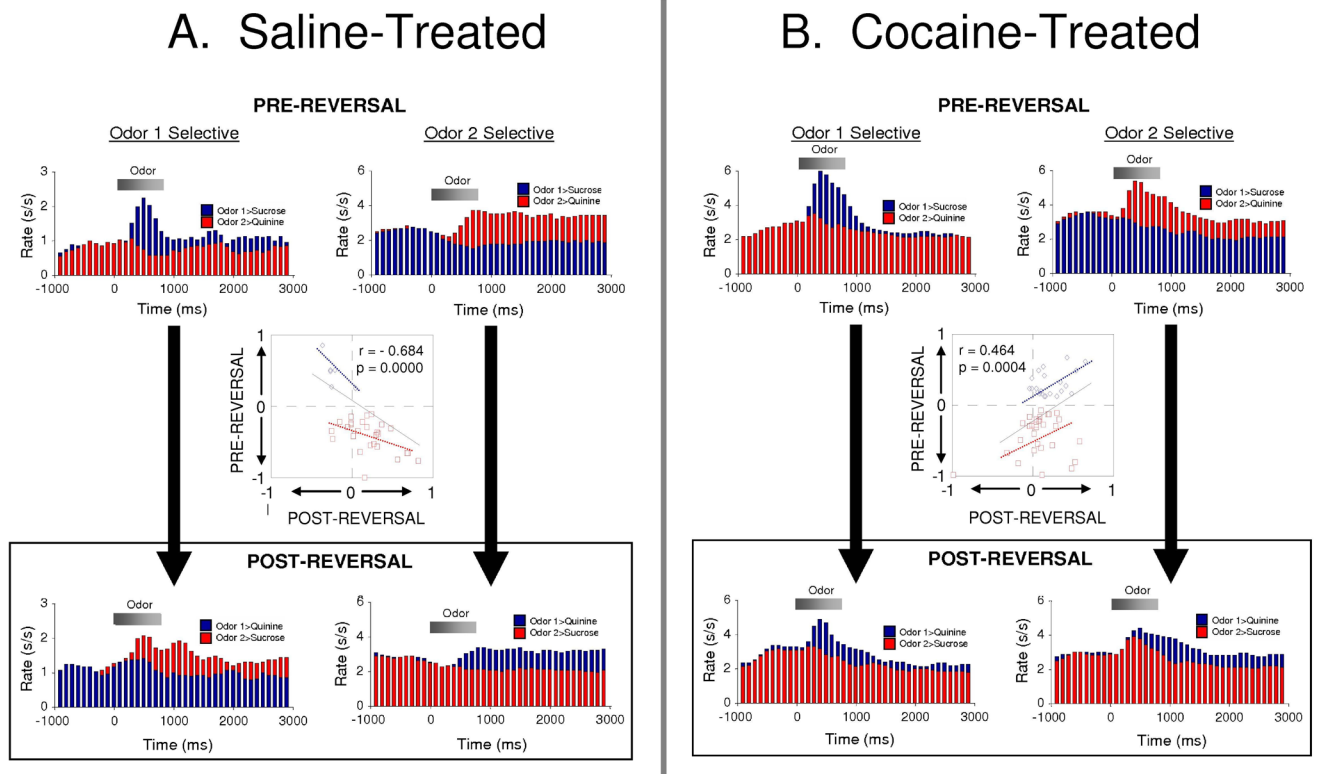 A. Saline-Treated
PRE-REVERSAL
Odor 1 Selective
Odor 2 Selective
3
2
1
0
Rate (s/s)
Odor
Odor 1>Sucrose
Odor 2>Quinine
-1000
0
1000
2000
3000
Time (ms)
6
4
2
0
Rate (s/s)
Odor
Odor 1>Sucrose
Odor 2>Quinine
-1000
0
1000
2000
3000
Time (ms)
PRE-REVERSAL
1
0
-1
r = - 0.684
p = 0.0000
-1
0
1
POST-REVERSAL
POST-REVERSAL
3
2
1
0
Rate (s/s)
Odor
Odor 1>Quinine
Odor 2>Sucrose
-1000
0
1000
2000
3000
Time (ms)
6
4
2
0
Rate (s/s)
Odor
Odor 1>Quinine
Odor 2>Sucrose
-1000
0
1000
2000
3000
Time (ms)
B. Cocaine-Treated
PRE-REVERSAL
Odor 1 Selective
Odor 2 Selective
6
4
2
0
Rate (s/s)
Odor
Odor 1>Sucrose
Odor 2>Quinine
-1000
0
1000
2000
3000
Time (ms)
6
4
2
0
Rate (s/s)
Odor
Odor 1>Sucrose
Odor 2>Quinine
-1000
0
1000
2000
3000
Time (ms)
PRE-REVERSAL
1
0
-1
r = 0.464
p = 0.0004
-1
0
1
POST-REVERSAL
POST-REVERSAL
6
4
2
0
Rate (s/s)
Odor
Odor 1>Quinine
Odor 2>Sucrose
-1000
0
1000
2000
3000
Time (ms)
6
4
2
0
Rate (s/s)
Odor
Odor 1>Quinine
Odor 2>Sucrose
-1000
0
1000
2000
3000
Time (ms)